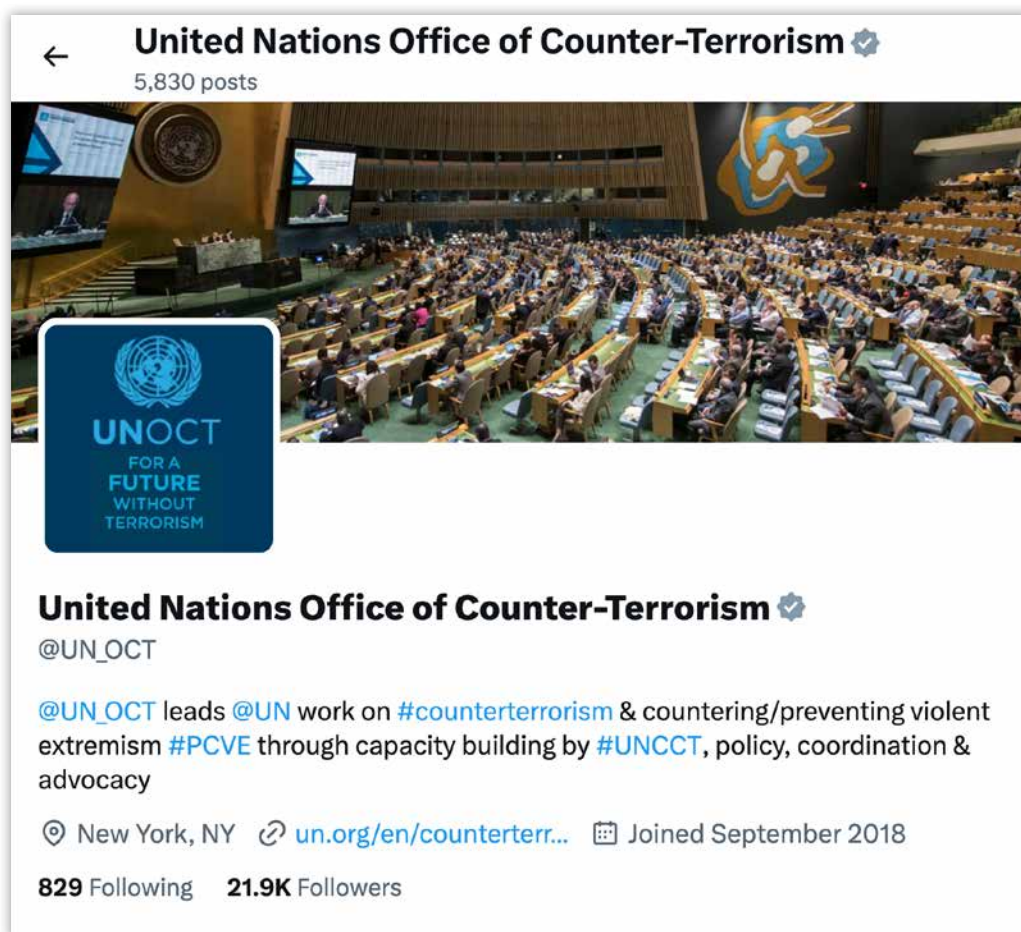 United Nations Office of Counter-Terrorism
5,830 posts
UNOCT
FOR A
FUTURE
WITHOUT
TERRORISM
United Nations Office of Counter-Terrorism
@UN_OCT
@UN_OCT leads @UN work on #counterterrorism & countering/preventing violent
extremism #PCVE through capacity building by #UNCCT, policy, coordination &
advocacy
New York, NY un.org/en/counterterr... Joined September 2018
829 Following 21.9K Followers